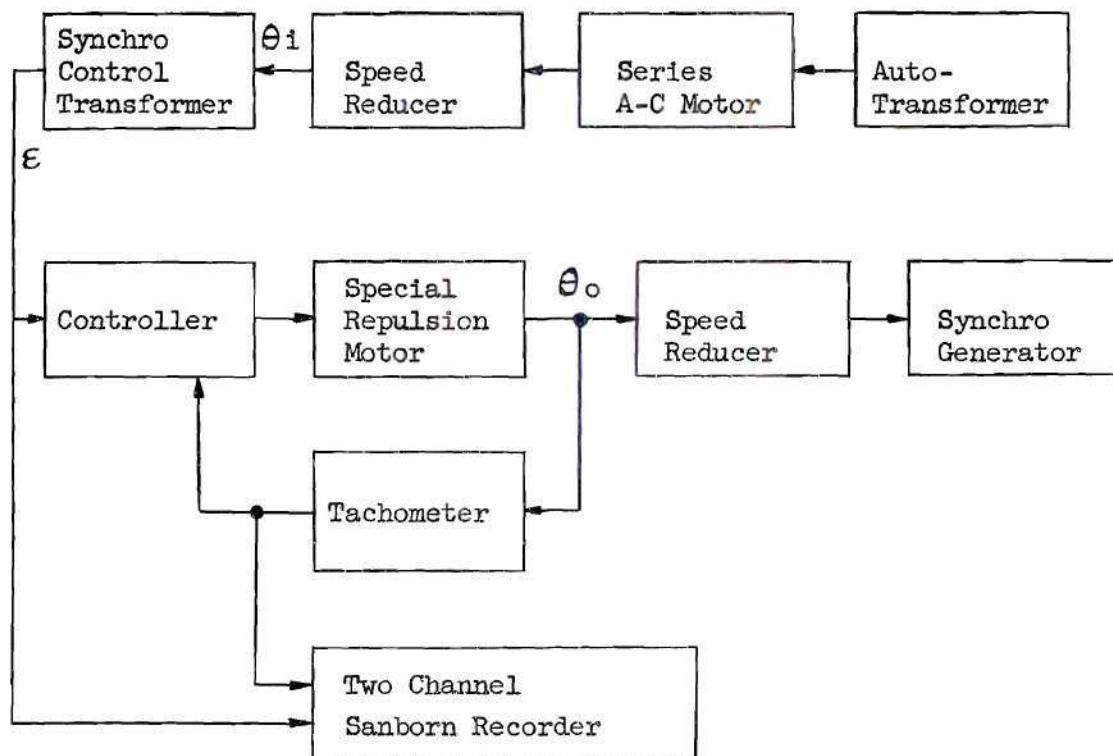 Synchro
Control
Transformer
θi
Speed
Reducer
Series
A-C Motor
Auto-
Transformer
ε
Controller
Special
Repulsion
Motor
θo
Speed
Reducer
Synchro
Generator
Tachometer
Two Channel
Sanborn Recorder